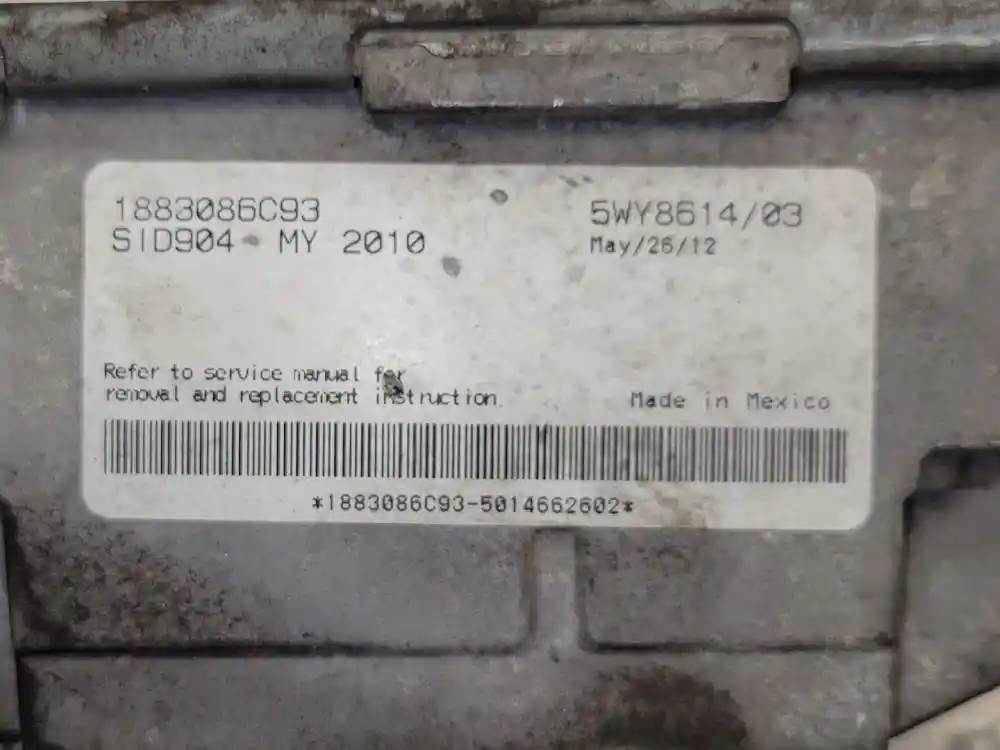 1883086C93 5WY8614/03
SID904- MY 2010 May/26/12
Refer to service manual for
removal and replacement instruction.
Made in Mexico
*1883086C93-5014662602*